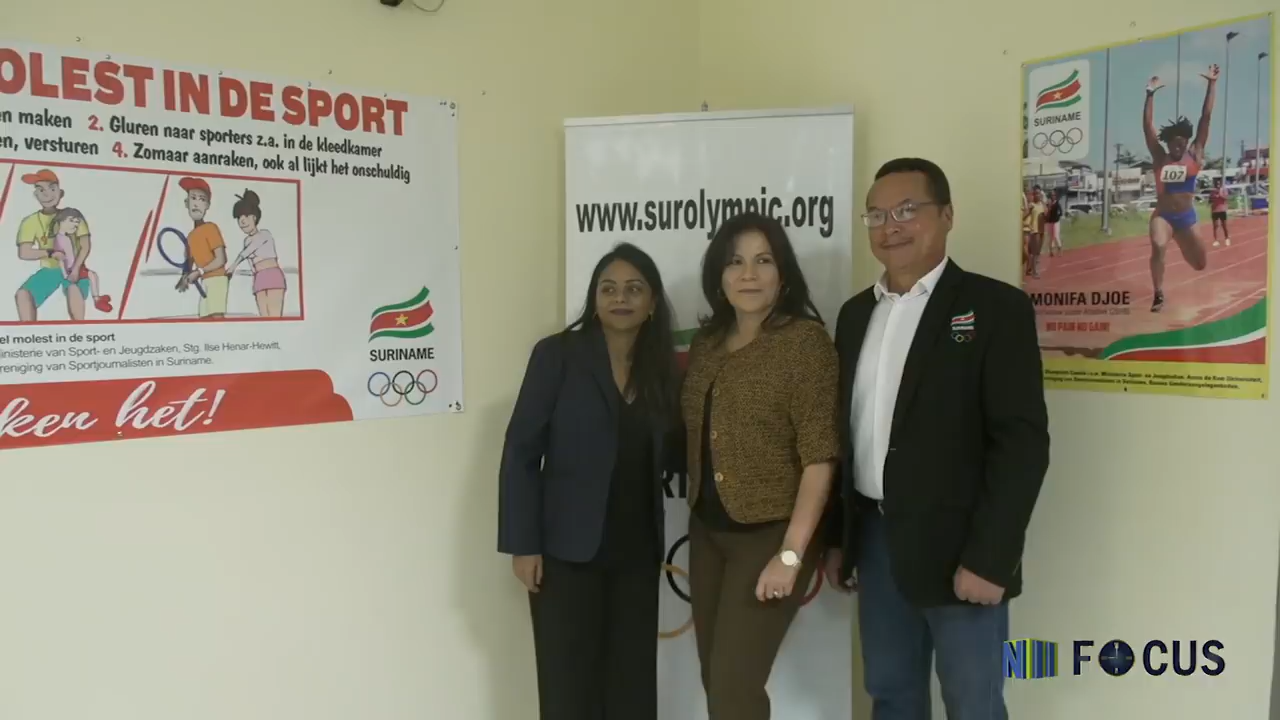 OLEST IN DE SPORT
en maken 2. Gluren naar sporters z.a. in de kleedkamer
en, versturen 4. Zomaar aanraken, ook al lijkt het onschuldig
el molest in de sport
inisterie van Sport- en Jeugdzaken, Stg. Ilse Henar-Hewitt,
reniging van Sportjournalisten in Suriname.
ken het!
SURINAME
www.surolympic.org
SURINAME
107
MONIFA DJOE
NO PAIN NO GAIN!
FOCUS